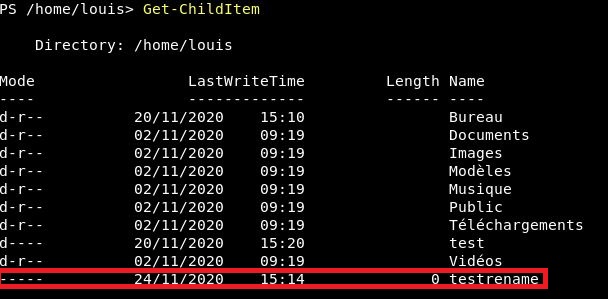 PS /home/louis> Get-ChildItem
Directory: /home/louis
Mode LastWriteTime Length Name
---- ------------- ------ ----
d-r-- 20/11/2020 15:10 Bureau
d-r-- 02/11/2020 09:19 Documents
d-r-- 02/11/2020 09:19 Images
d-r-- 02/11/2020 09:19 Modèles
d-r-- 02/11/2020 09:19 Musique
d-r-- 02/11/2020 09:19 Public
d-r-- 02/11/2020 09:19 Téléchargements
d---- 20/11/2020 15:20 test
d-r-- 02/11/2020 09:19 Vidéos
----- 24/11/2020 15:14 0 testrename